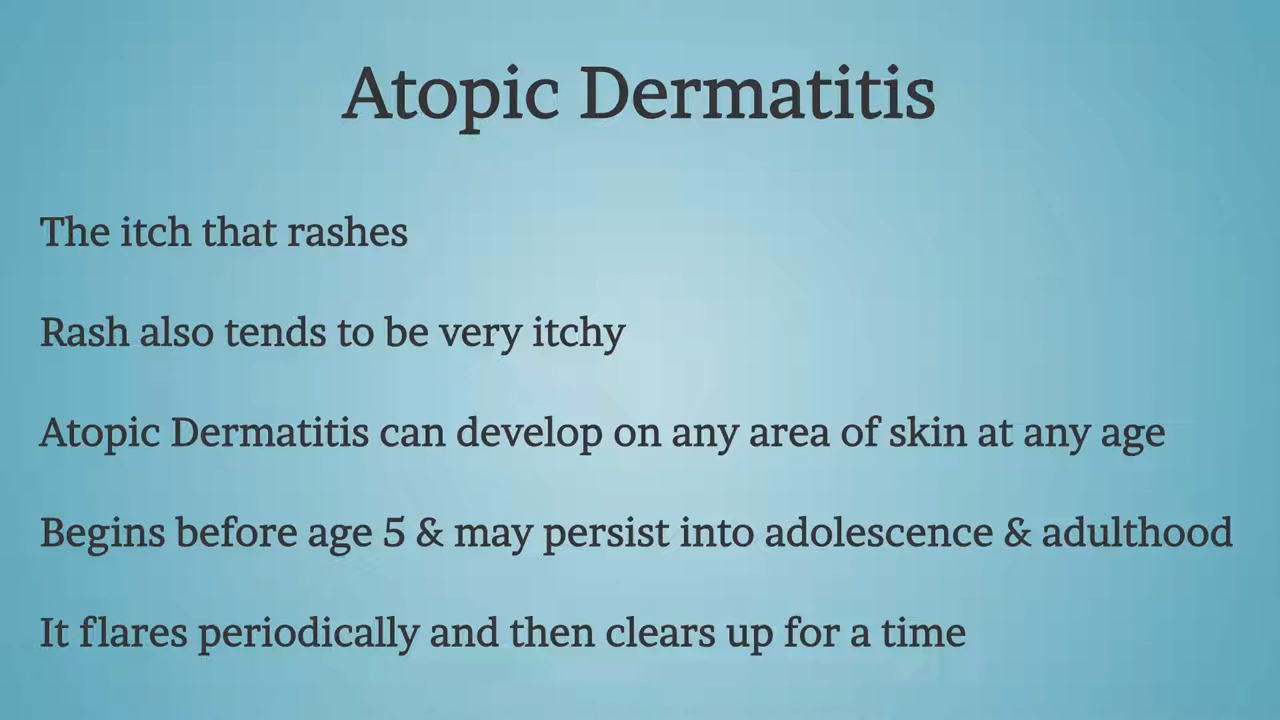 Atopic Dermatitis
The itch that rashes
Rash also tends to be very itchy
Atopic Dermatitis can develop on any area of skin at any age
Begins before age 5 & may persist into adolescence & adulthood
It flares periodically and then clears up for a time